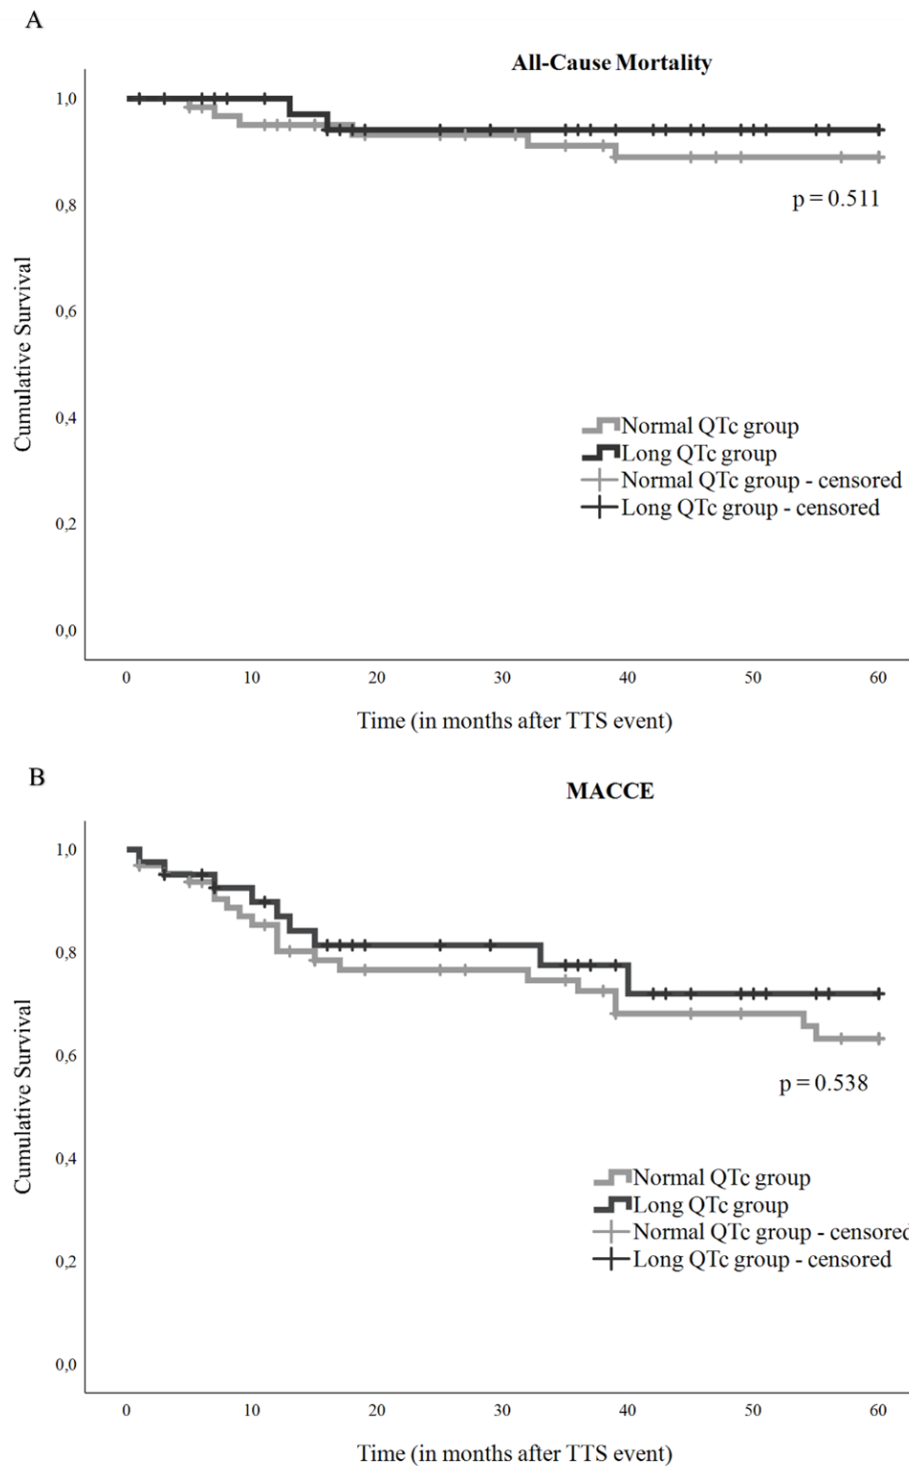 A
All-Cause Mortality
1,0
0,8
p = 0.511
0,6
Cumulative Survival
0,4
Normal QTc group
Long QTc group
Normal QTc group - censored
Long QTc group - censored
0,2
0,0
0 10 20 30 40 50 60
Time (in months after TTS event)
B
MACCE
1,0
0,8
0,6
p = 0.538
Cumulative Survival
0,4
Normal QTc group
Long QTc group
Normal QTc group - censored
Long QTc group - censored
0,2
0,0
0 10 20 30 40 50 60
Time (in months after TTS event)